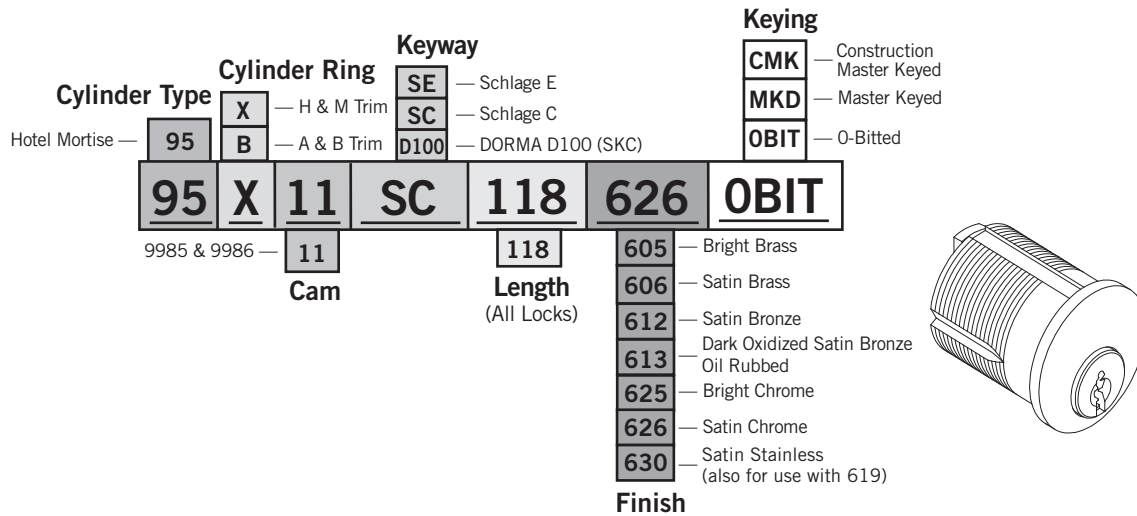 Keying
CMK — Construction
Master Keyed
MKD — Master Keyed
0BIT — 0-Bitted
Keyway
SE — Schlage E
SC — Schlage C
D100 — DORMA D100 (SKC)
Cylinder Ring
X — H & M Trim
B — A & B Trim
Cylinder Type
Hotel Mortise — 95
95 X 11 SC 118 626 0BIT
9985 & 9986 — 11
Cam
118
Length
(All Locks)
605 — Bright Brass
606 — Satin Brass
612 — Satin Bronze
613 — Dark Oxidized Satin Bronze
Oil Rubbed
625 — Bright Chrome
626 — Satin Chrome
630 — Satin Stainless
(also for use with 619)
Finish